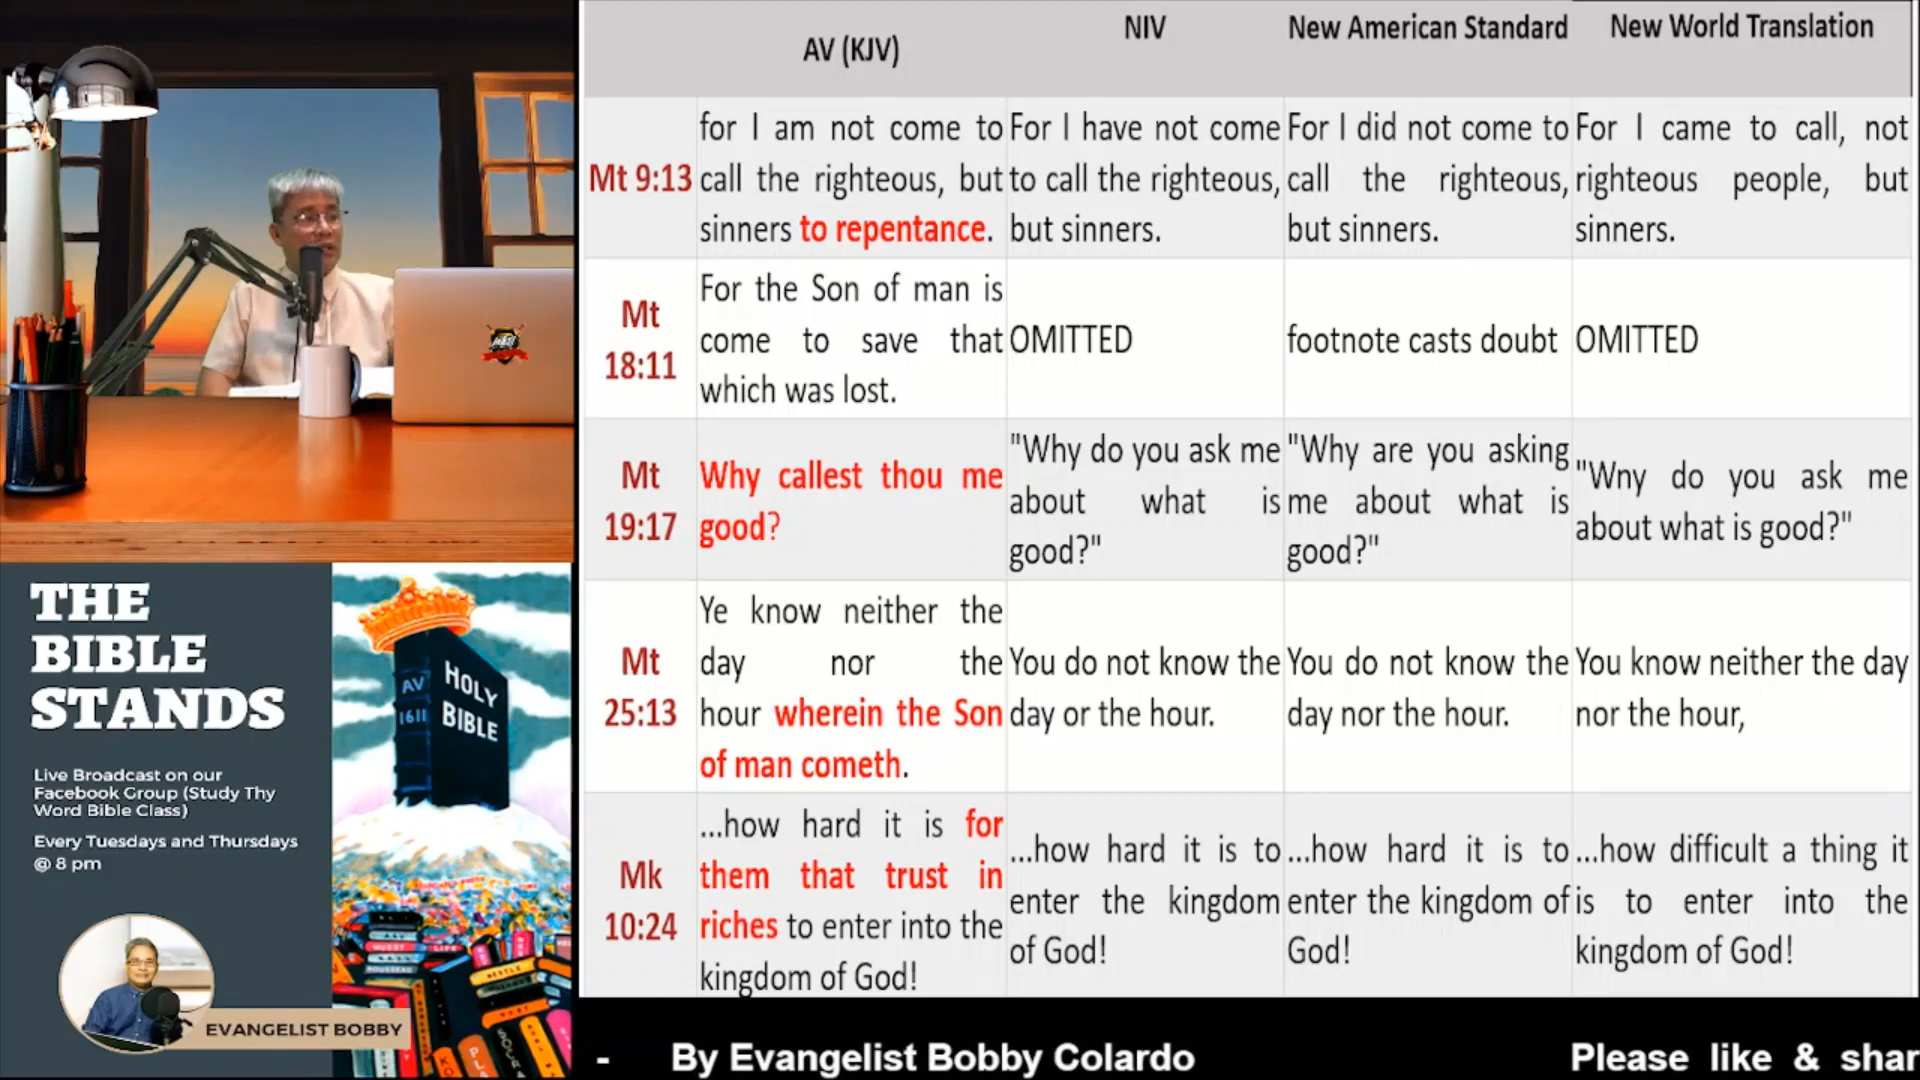 AV (KJV)
NIV
New American Standard
New World Translation
Mt 9:13
for I am not come to
call the righteous, but
sinners to repentance.
For I have not come
to call the righteous,
but sinners.
For I did not come to
call the righteous,
but sinners.
For I came to call, not
righteous people, but
sinners.
Mt
18:11
For the Son of man is
come to save that
which was lost.
OMITTED
footnote casts doubt
OMITTED
Mt
19:17
Why callest thou me
good?
"Why do you ask me
about what is
good?"
"Why are you asking
me about what is
good?"
"Wny do you ask me
about what is good?"
Mt
25:13
Ye know neither the
day nor the
hour wherein the Son
of man cometh.
You do not know the
day or the hour.
You do not know the
day nor the hour.
You know neither the day
nor the hour,
Mk
10:24
...how hard it is for
them that trust in
riches to enter into the
kingdom of God!
...how hard it is to
enter the kingdom
of God!
...how hard it is to
enter the kingdom of
God!
...how difficult a thing it
is to enter into the
kingdom of God!
THE
BIBLE
STANDS
Live Broadcast on our
Facebook Group (Study Thy
Word Bible Class)
Every Tuesdays and Thursdays
@ 8 pm
AV
1611
HOLY
BIBLE
EVANGELIST BOBBY
- By Evangelist Bobby Colardo
Please like & shar